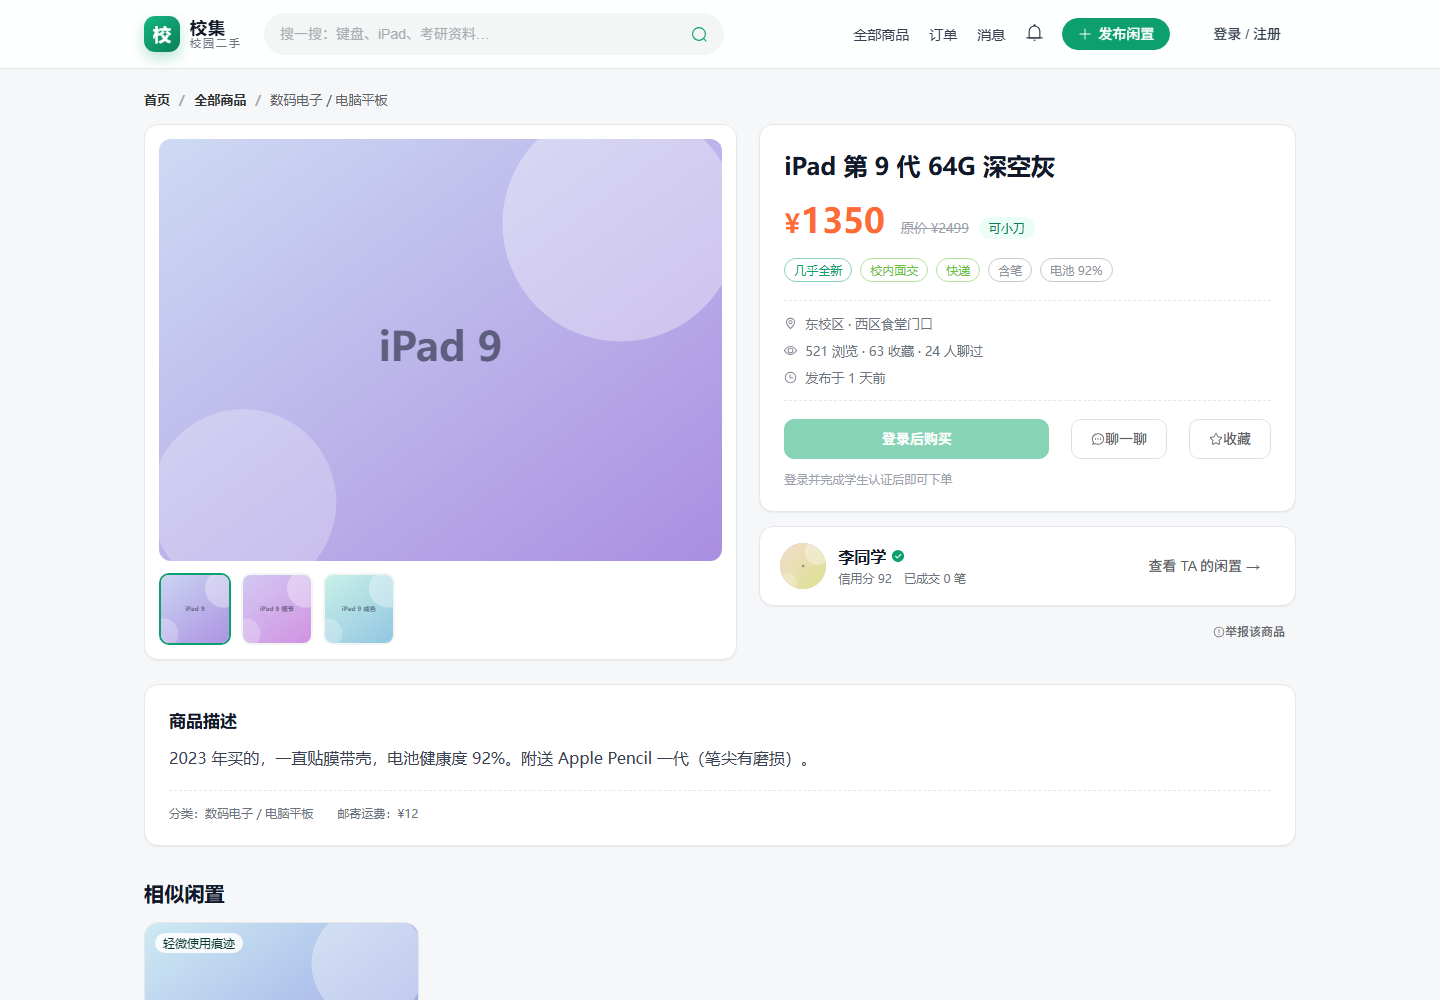 校 校集
校园二手
搜一搜：键盘、iPad、考研资料...
全部商品 订单 消息 发布闲置 登录 / 注册
首页 / 全部商品 / 数码电子 / 电脑平板
iPad 9
iPad 9
iPad 9 细节
iPad 9 成色
iPad 第 9 代 64G 深空灰
¥1350 原价 ¥2499 可小刀
几乎全新 校内面交 快递 含笔 电池 92%
东校区 · 西区食堂门口
521 浏览 · 63 收藏 · 24 人聊过
发布于 1 天前
登录后购买 聊一聊 收藏
登录并完成学生认证后即可下单
李同学
信用分 92 已成交 0 笔
查看 TA 的闲置 →
举报该商品
商品描述
2023 年买的，一直贴膜带壳，电池健康度 92%。附送 Apple Pencil 一代（笔尖有磨损）。
分类：数码电子 / 电脑平板 邮寄运费：¥12
相似闲置
轻微使用痕迹